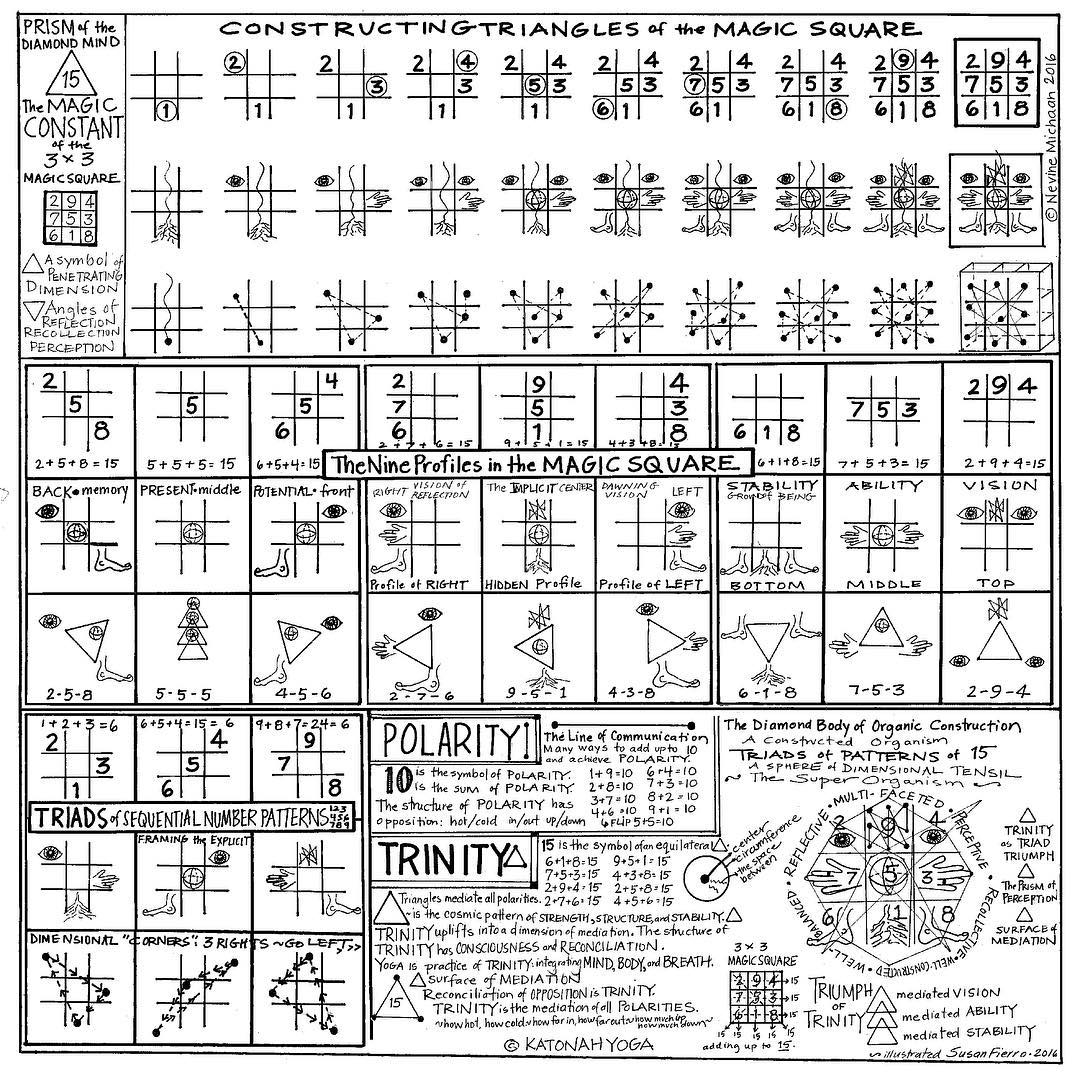 PRISM of the
DIAMOND MIND
15
The MAGIC
CONSTANT
of the
3 × 3
MAGIC SQUARE
2 9 4
7 5 3
6 1 8
△ A symbol of
PENETRATING
DIMENSION
▽ Angles of
REFLECTION
RECOLLECTION
PERCEPTION
CONSTRUCTING TRIANGLES of the MAGIC SQUARE
1
2
1
2
3
1
2 4
3
1
2 4
5 3
1
2 4
5 3
6 1
2 4
7 5 3
6 1
2 4
7 5 3
6 1 8
2 9 4
7 5 3
6 1 8
2 9 4
7 5 3
6 1 8
© Nevine Michaan 2016
2
5
8
2+5+8=15
5
5+5+5=15
4
5
6
6+5+4=15
2
7
6
2+7+6=15
9
5
1
9+5+1=15
4
3
8
4+3+8=15
6 1 8
6+1+8=15
7 5 3
7+5+3=15
2 9 4
2+9+4=15
The Nine Profiles in the MAGIC SQUARE
BACK•memory
PRESENT•middle
POTENTIAL•front
RIGHT VISION of REFLECTION
Profile of RIGHT
The IMPLICIT CENTER
HIDDEN Profile
DAWNING VISION LEFT
Profile of LEFT
STABILITY
GROUND of BEING
BOTTOM
ABILITY
MIDDLE
VISION
TOP
2-5-8
5-5-5
4-5-6
2-7-6
9-5-1
4-3-8
6-1-8
7-5-3
2-9-4
1+2+3=6
2
3
1
6+5+4=15=6
4
5
6
9+8+7=24=6
9
7
8
TRIADS of SEQUENTIAL NUMBER PATTERNS 123
456
789
FRAMING the EXPLICIT
DIMENSIONAL "CORNERS": 3 RIGHTS ~GO LEFT,>>
POLARITY!
10 is the symbol of POLARITY.
is the sum of POLARITY.
The structure of POLARITY has
opposition: hot/cold in/out up/down
The Line of Communication
Many ways to add up to 10
and achieve POLARITY.
1+9=10 6+4=10
2+8=10 7+3=10
3+7=10 8+2=10
4+6=10 9+1=10
FLIP 5+5=10
TRINITY△
15 is the symbol of an equilateral △
6+1+8=15 9+5+1=15
7+5+3=15 4+3+8=15
2+9+4=15 2+5+8=15
2+7+6=15 4+5+6=15
center
circumference
the space
between
Triangles mediate all polarities.
~is the cosmic pattern of STRENGTH, STRUCTURE, and STABILITY. △
TRINITY uplifts into a dimension of mediation. The structure of
TRINITY has CONSCIOUSNESS and RECONCILIATION.
YOGA IS practice of TRINITY: integrating MIND, BODY, and BREATH.
△ surface of MEDIATION
15
Reconciliation of OPPOSITION is TRINITY.
TRINITY is the mediation of all POLARITIES.
~how hot, how cold~how far in, how far out~how much up
how much down~
© KATONAH YOGA
3 × 3
MAGIC SQUARE
2 9 4 →15
7 5 3 →15
6 1 8 →15
15 15 15 15 15
adding up to 15.
The Diamond Body of Organic Construction
A Constructed Organism
TRIADS of PATTERNS of 15
A SPHERE of DIMENSIONAL TENSIL
~ The Super Organism ~
MULTI-FACETED • PERCEPTIVE • RECOLLECTIVE • WELL-CONSTRUCTED • WELL-BALANCED • REFLECTIVE
2 9 4
7 5 3
6 1 8
△
TRINITY
as TRIAD
TRIUMPH
△
The PRISM of
PERCEPTION
△
SURFACE of
MEDIATION
TRIUMPH
OF
TRINITY
mediated VISION
mediated ABILITY
mediated STABILITY
~illustrated Susan Fierro•2016